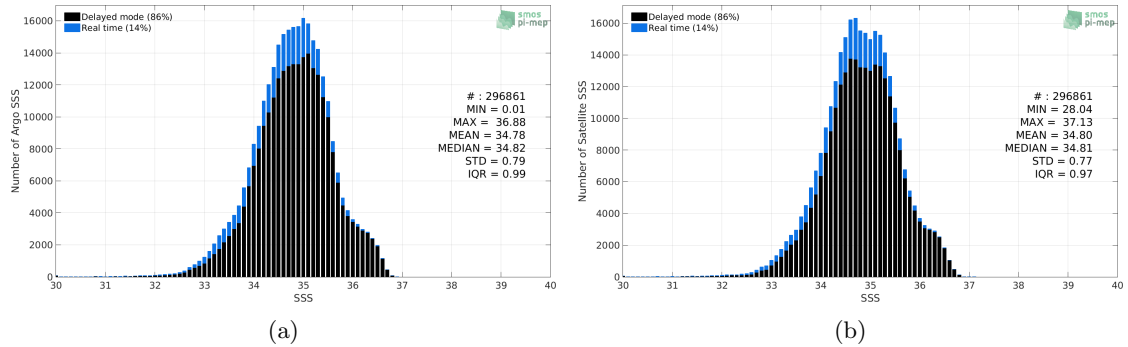 Delayed mode (86%)
Real time (14%)
smos
pi-mep
Number of Argo SSS
16000
14000
12000
10000
8000
6000
4000
2000
0
# : 296861
MIN = 0.01
MAX = 36.88
MEAN = 34.78
MEDIAN = 34.82
STD = 0.79
IQR = 0.99
30 31 32 33 34 35 36 37 38 39 40
SSS
(a)
Delayed mode (86%)
Real time (14%)
smos
pi-mep
Number of Satellite SSS
16000
14000
12000
10000
8000
6000
4000
2000
0
# : 296861
MIN = 28.04
MAX = 37.13
MEAN = 34.80
MEDIAN = 34.81
STD = 0.77
IQR = 0.97
30 31 32 33 34 35 36 37 38 39 40
SSS
(b)